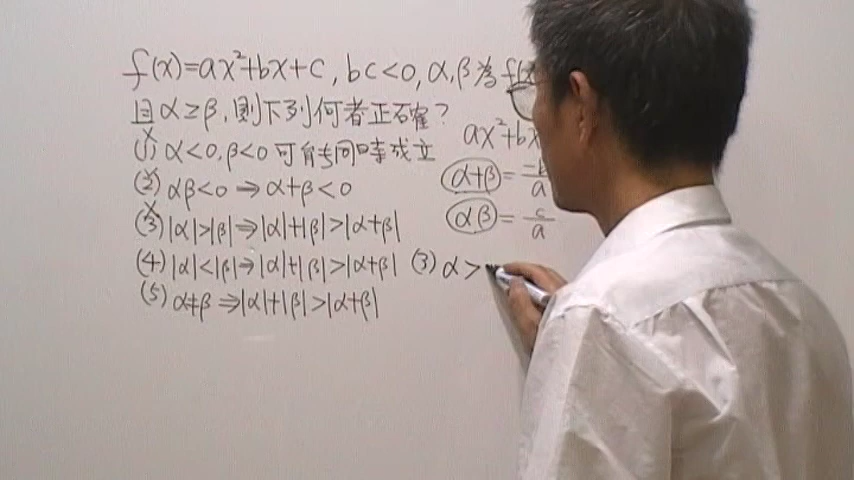 f(x)=ax²+bx+c, bc<0, α,β為f(x
且α≥β,則下列何者正確?
(1) α<0,β<0可能同時成立
(2) αβ<0⇒α+β<0
(3) |α|>|β|⇒|α|+|β|>|α+β|
(4) |α|<|β|⇒|α|+|β|>|α+β|
(5) α≠β⇒|α|+|β|>|α+β|
ax²+bx
α+β=-b/a
αβ=c/a
(3) α>